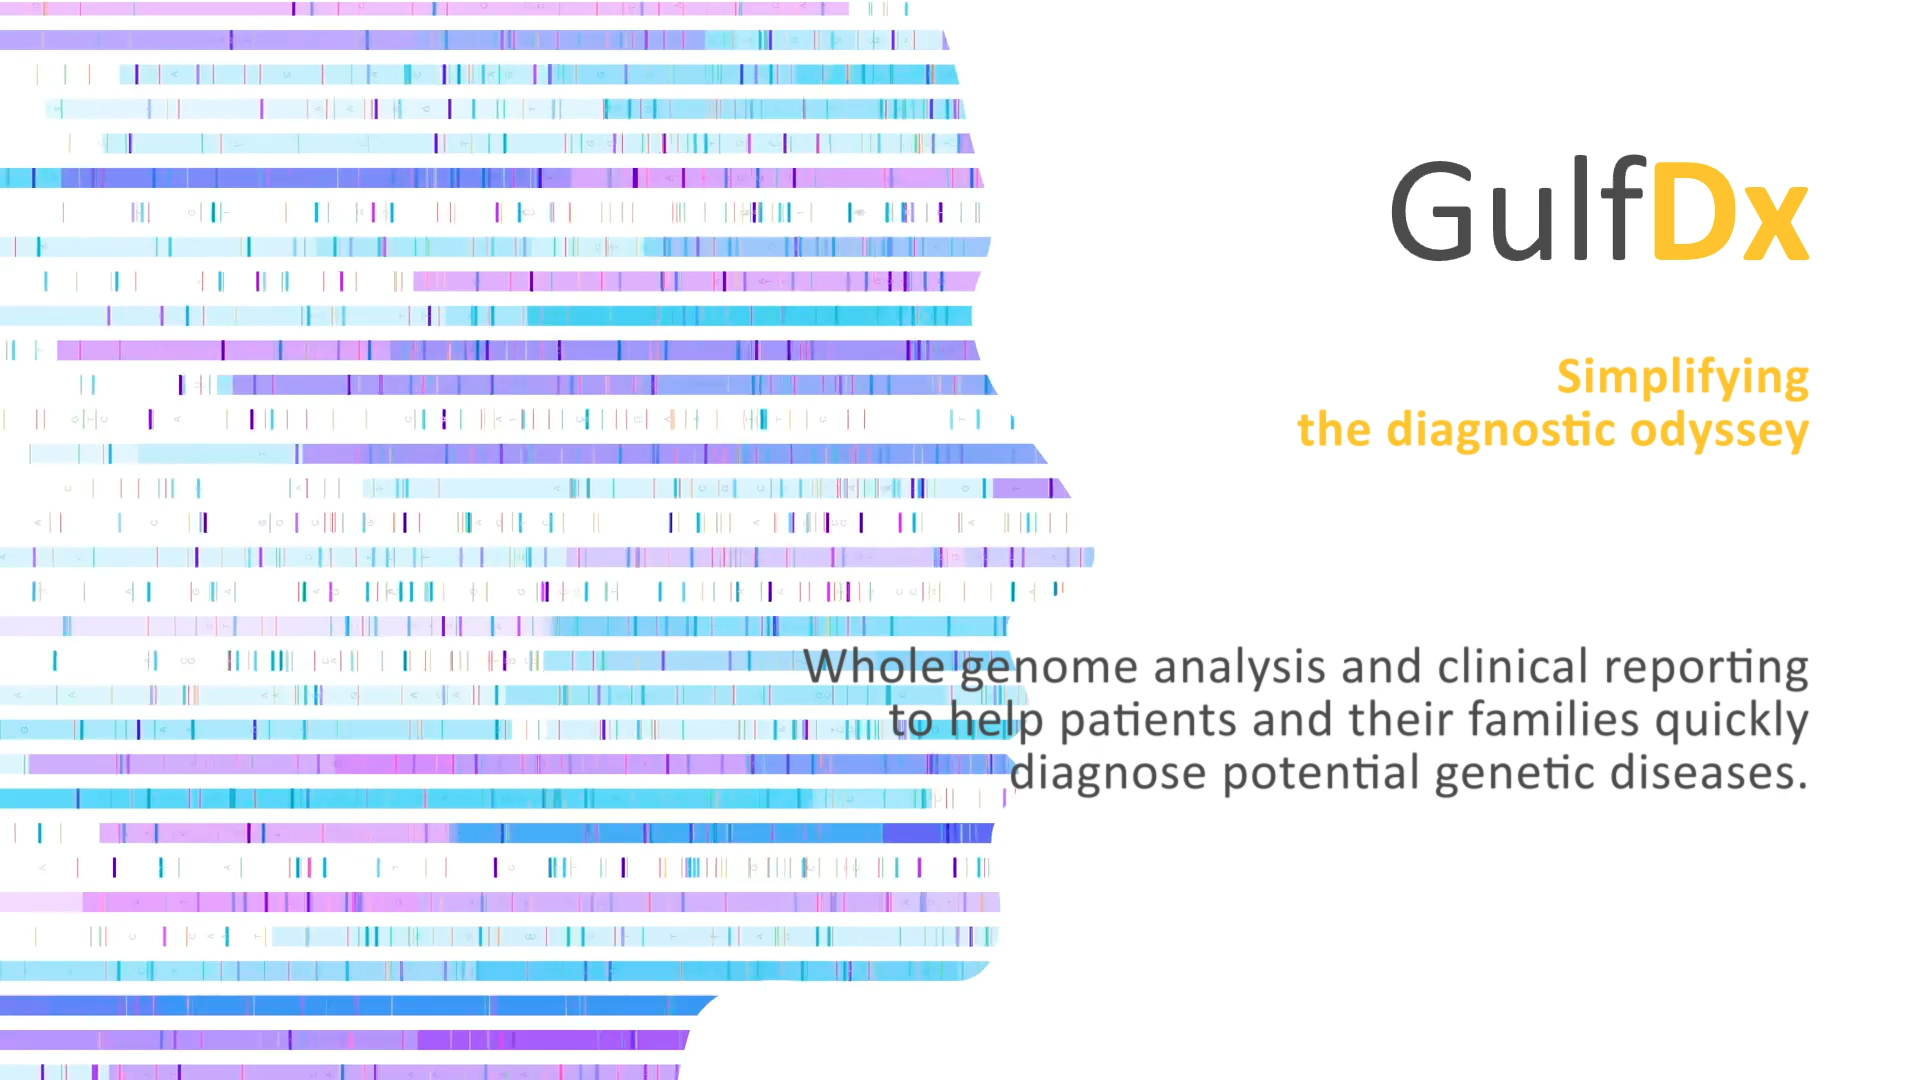 GulfDx
Simplifying
the diagnostic odyssey
Whole genome analysis and clinical reporting
to help patients and their families quickly
diagnose potential genetic diseases.